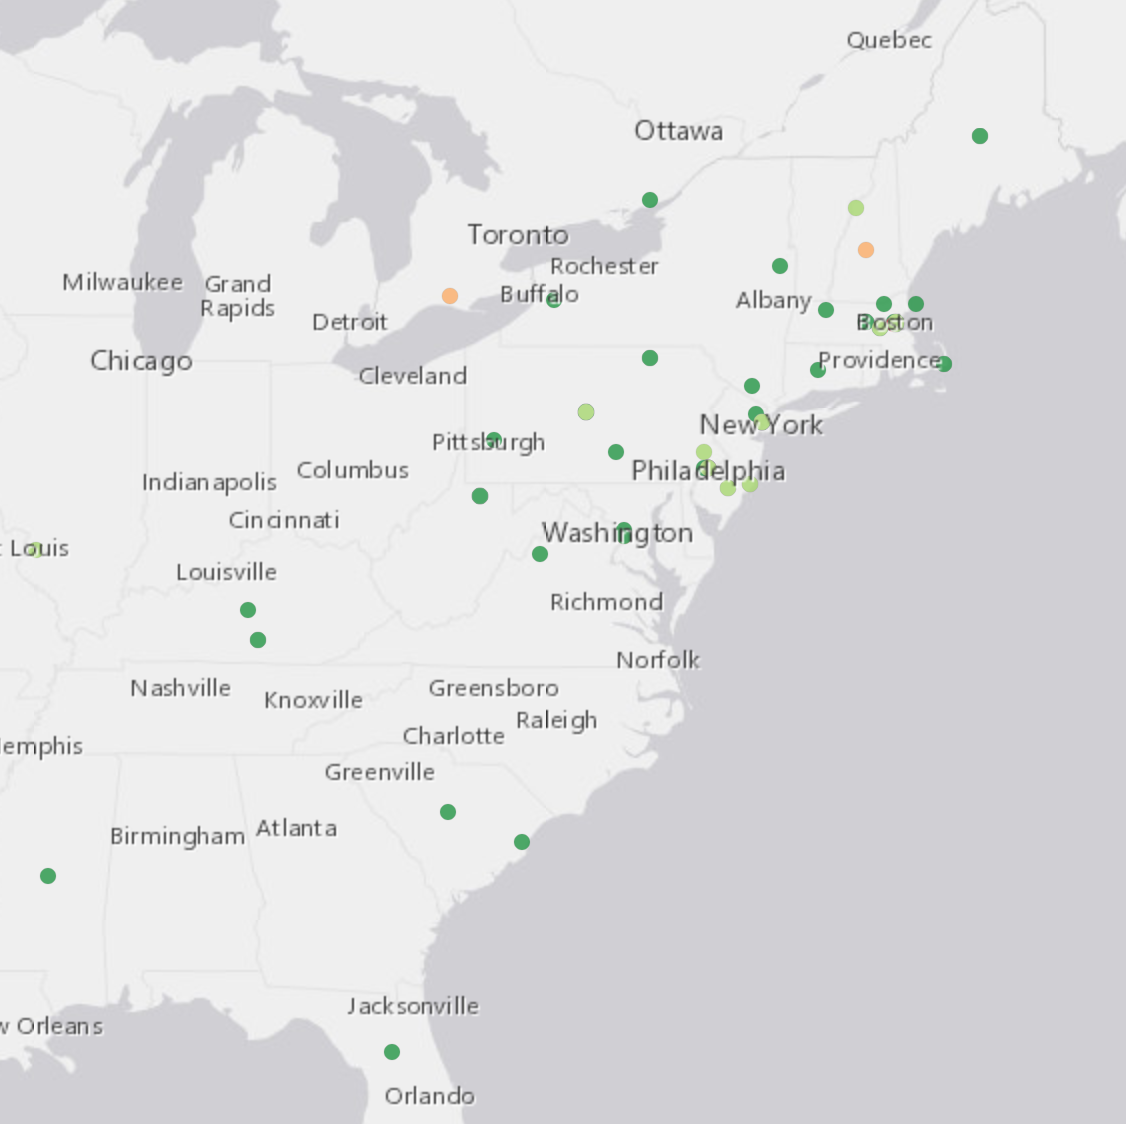 Quebec
Ottawa
Toronto
Rochester
Milwaukee
Grand
Rapids
Buffalo
Albany
Detroit
Boston
Chicago
Cleveland
Providence
New York
Pittsburgh
Columbus
Philadelphia
Indianapolis
Cincinnati
Washington
t Louis
Louisville
Richmond
Norfolk
Nashville
Knoxville
Greensboro
Raleigh
Charlotte
emphis
Greenville
Birmingham
Atlanta
Jacksonville
w Orleans
Orlando